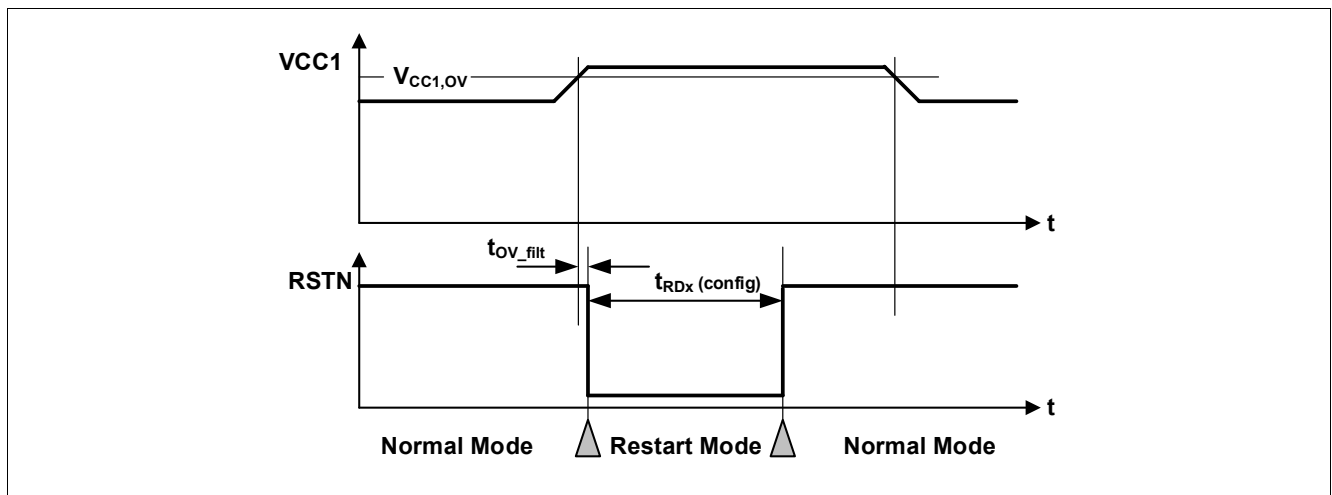 VCC1
VCC1,OV
t
tOV_filt
RSTN
tRDx (config)
t
Normal Mode
Restart Mode
Normal Mode